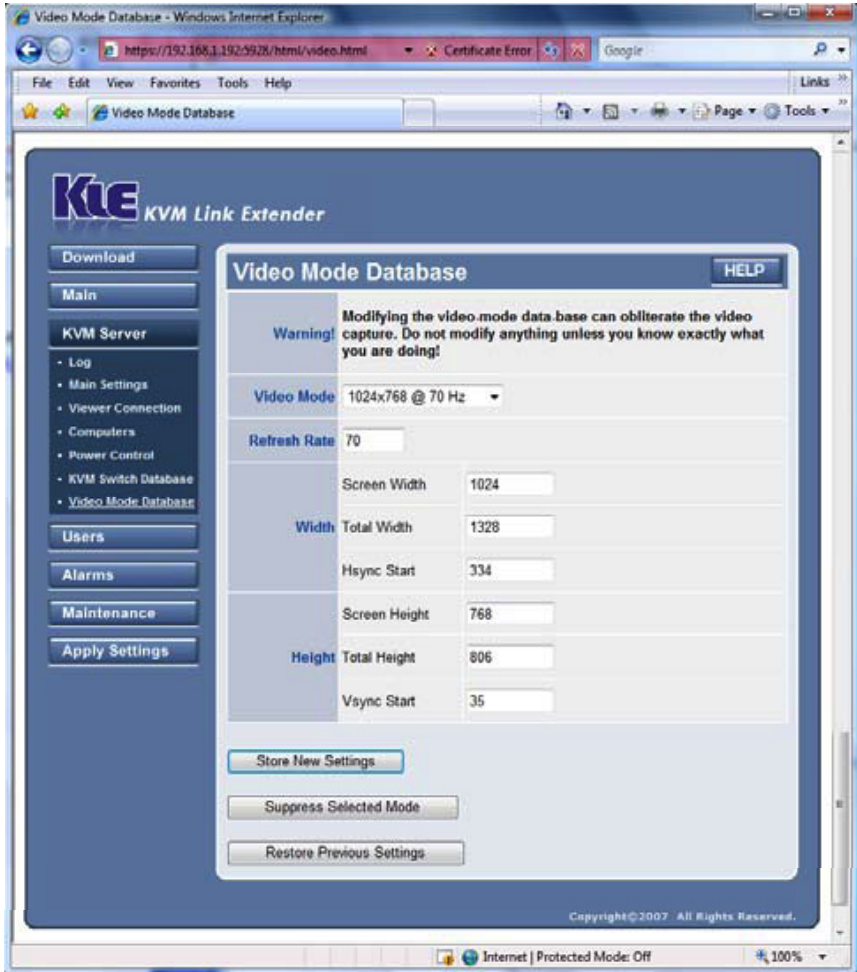 Video Mode Database - Windows Internet Explorer
https://192.168.1.192:5928/html/video.html
Certificate Error
Google
File Edit View Favorites Tools Help
Links
Video Mode Database
Page
Tools
KLE KVM Link Extender
Download
Main
KVM Server
Log
Main Settings
Viewer Connection
Computers
Power Control
KVM Switch Database
Video Mode Database
Users
Alarms
Maintenance
Apply Settings
Video Mode Database
HELP
Warning!
Modifying the video mode data base can obliterate the video
capture. Do not modify anything unless you know exactly what
you are doing!
Video Mode 1024x768 @ 70 Hz
Refresh Rate 70
Width
Screen Width 1024
Total Width 1328
Hsync Start 334
Height
Screen Height 768
Total Height 806
Vsync Start 35
Store New Settings
Suppress Selected Mode
Restore Previous Settings
Copyright©2007 All Rights Reserved.
Internet | Protected Mode: Off
100%